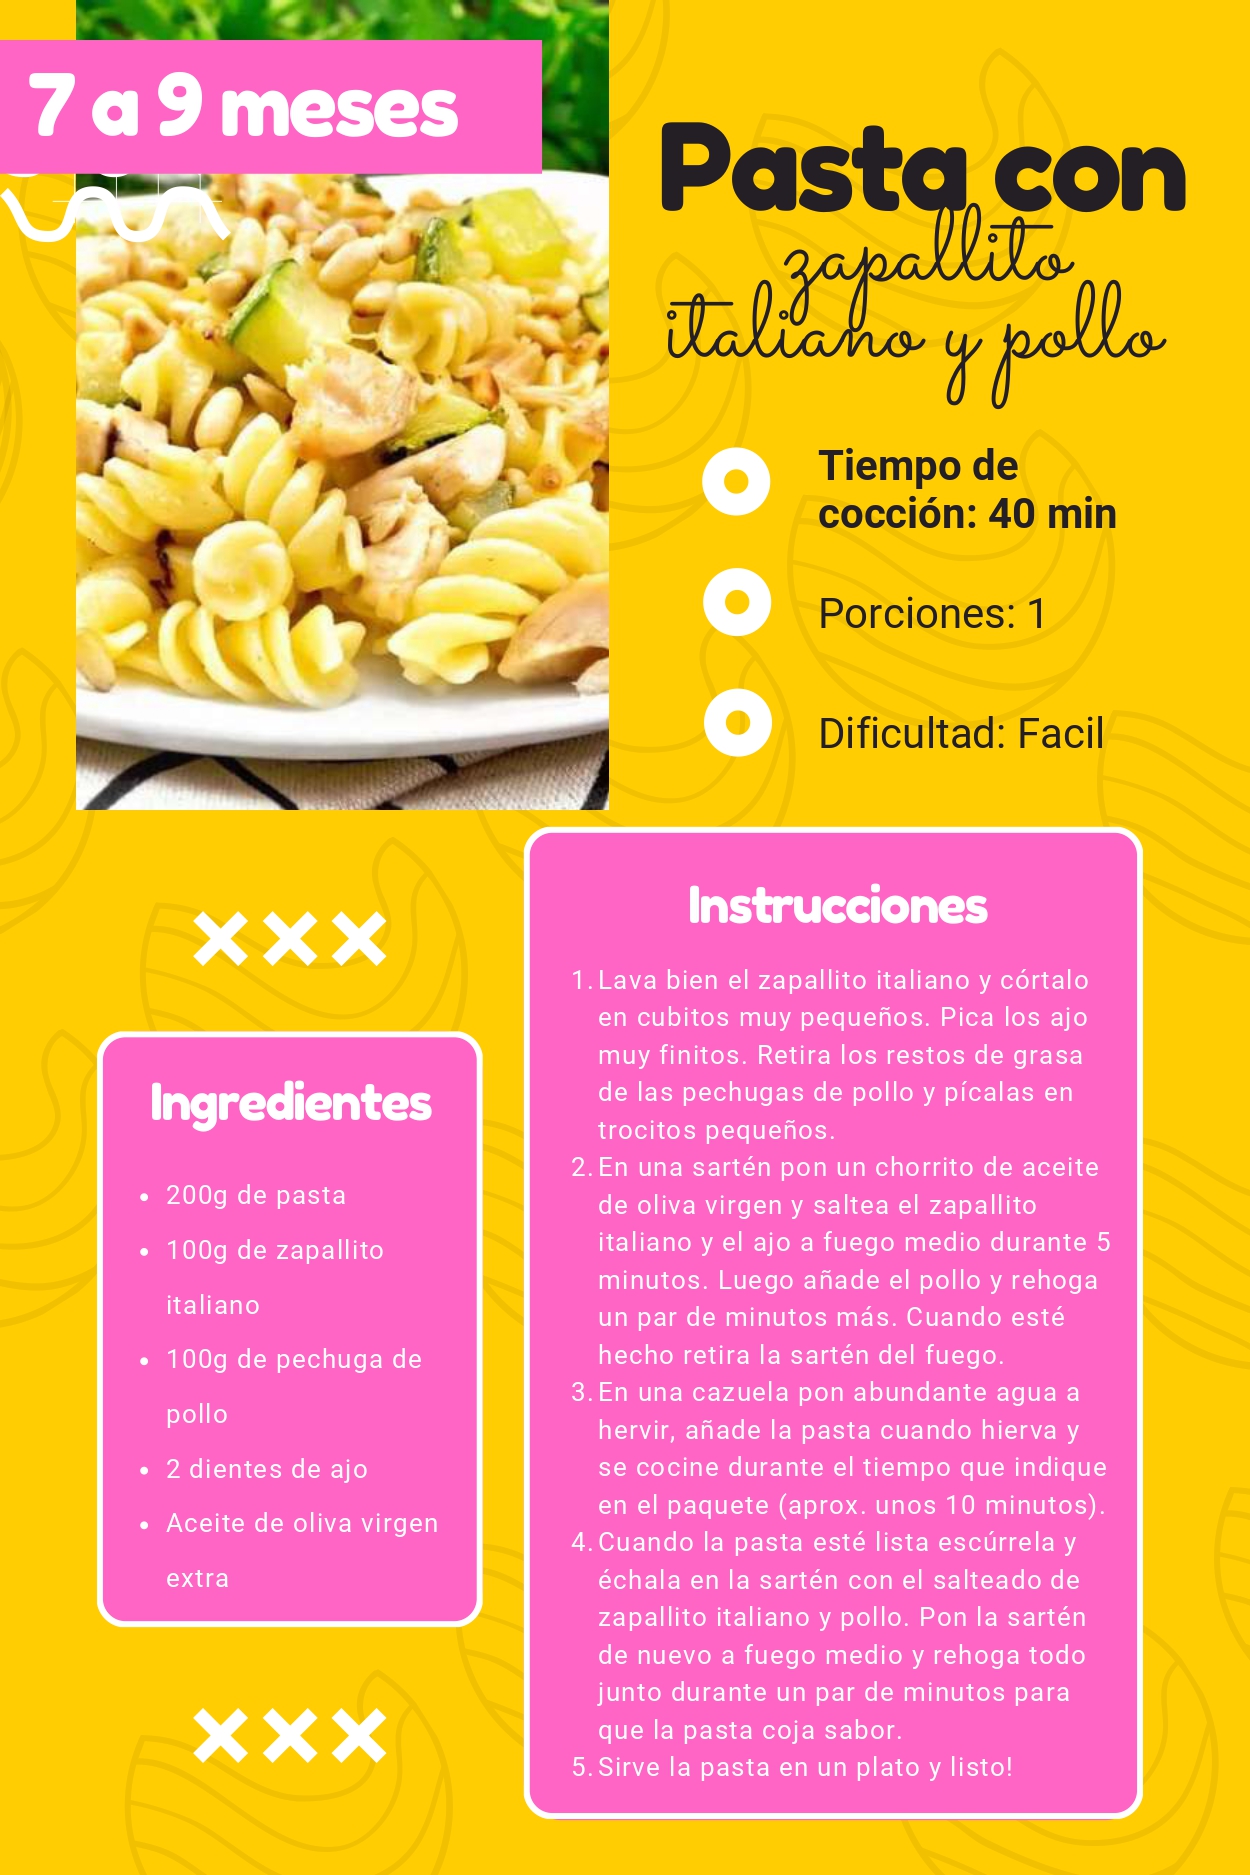 7 a 9 meses
Pasta con
zapallito
italiano y pollo
Tiempo de
cocción: 40 min
Porciones: 1
Dificultad: Facil
Ingredientes
• 200g de pasta
• 100g de zapallito
italiano
• 100g de pechuga de
pollo
• 2 dientes de ajo
• Aceite de oliva virgen
extra
Instrucciones
1. Lava bien el zapallito italiano y córtalo
en cubitos muy pequeños. Pica los ajo
muy finitos. Retira los restos de grasa
de las pechugas de pollo y pícalas en
trocitos pequeños.
2. En una sartén pon un chorrito de aceite
de oliva virgen y saltea el zapallito
italiano y el ajo a fuego medio durante 5
minutos. Luego añade el pollo y rehoga
un par de minutos más. Cuando esté
hecho retira la sartén del fuego.
3. En una cazuela pon abundante agua a
hervir, añade la pasta cuando hierva y
se cocine durante el tiempo que indique
en el paquete (aprox. unos 10 minutos).
4. Cuando la pasta esté lista escúrrela y
échala en la sartén con el salteado de
zapallito italiano y pollo. Pon la sartén
de nuevo a fuego medio y rehoga todo
junto durante un par de minutos para
que la pasta coja sabor.
5. Sirve la pasta en un plato y listo!